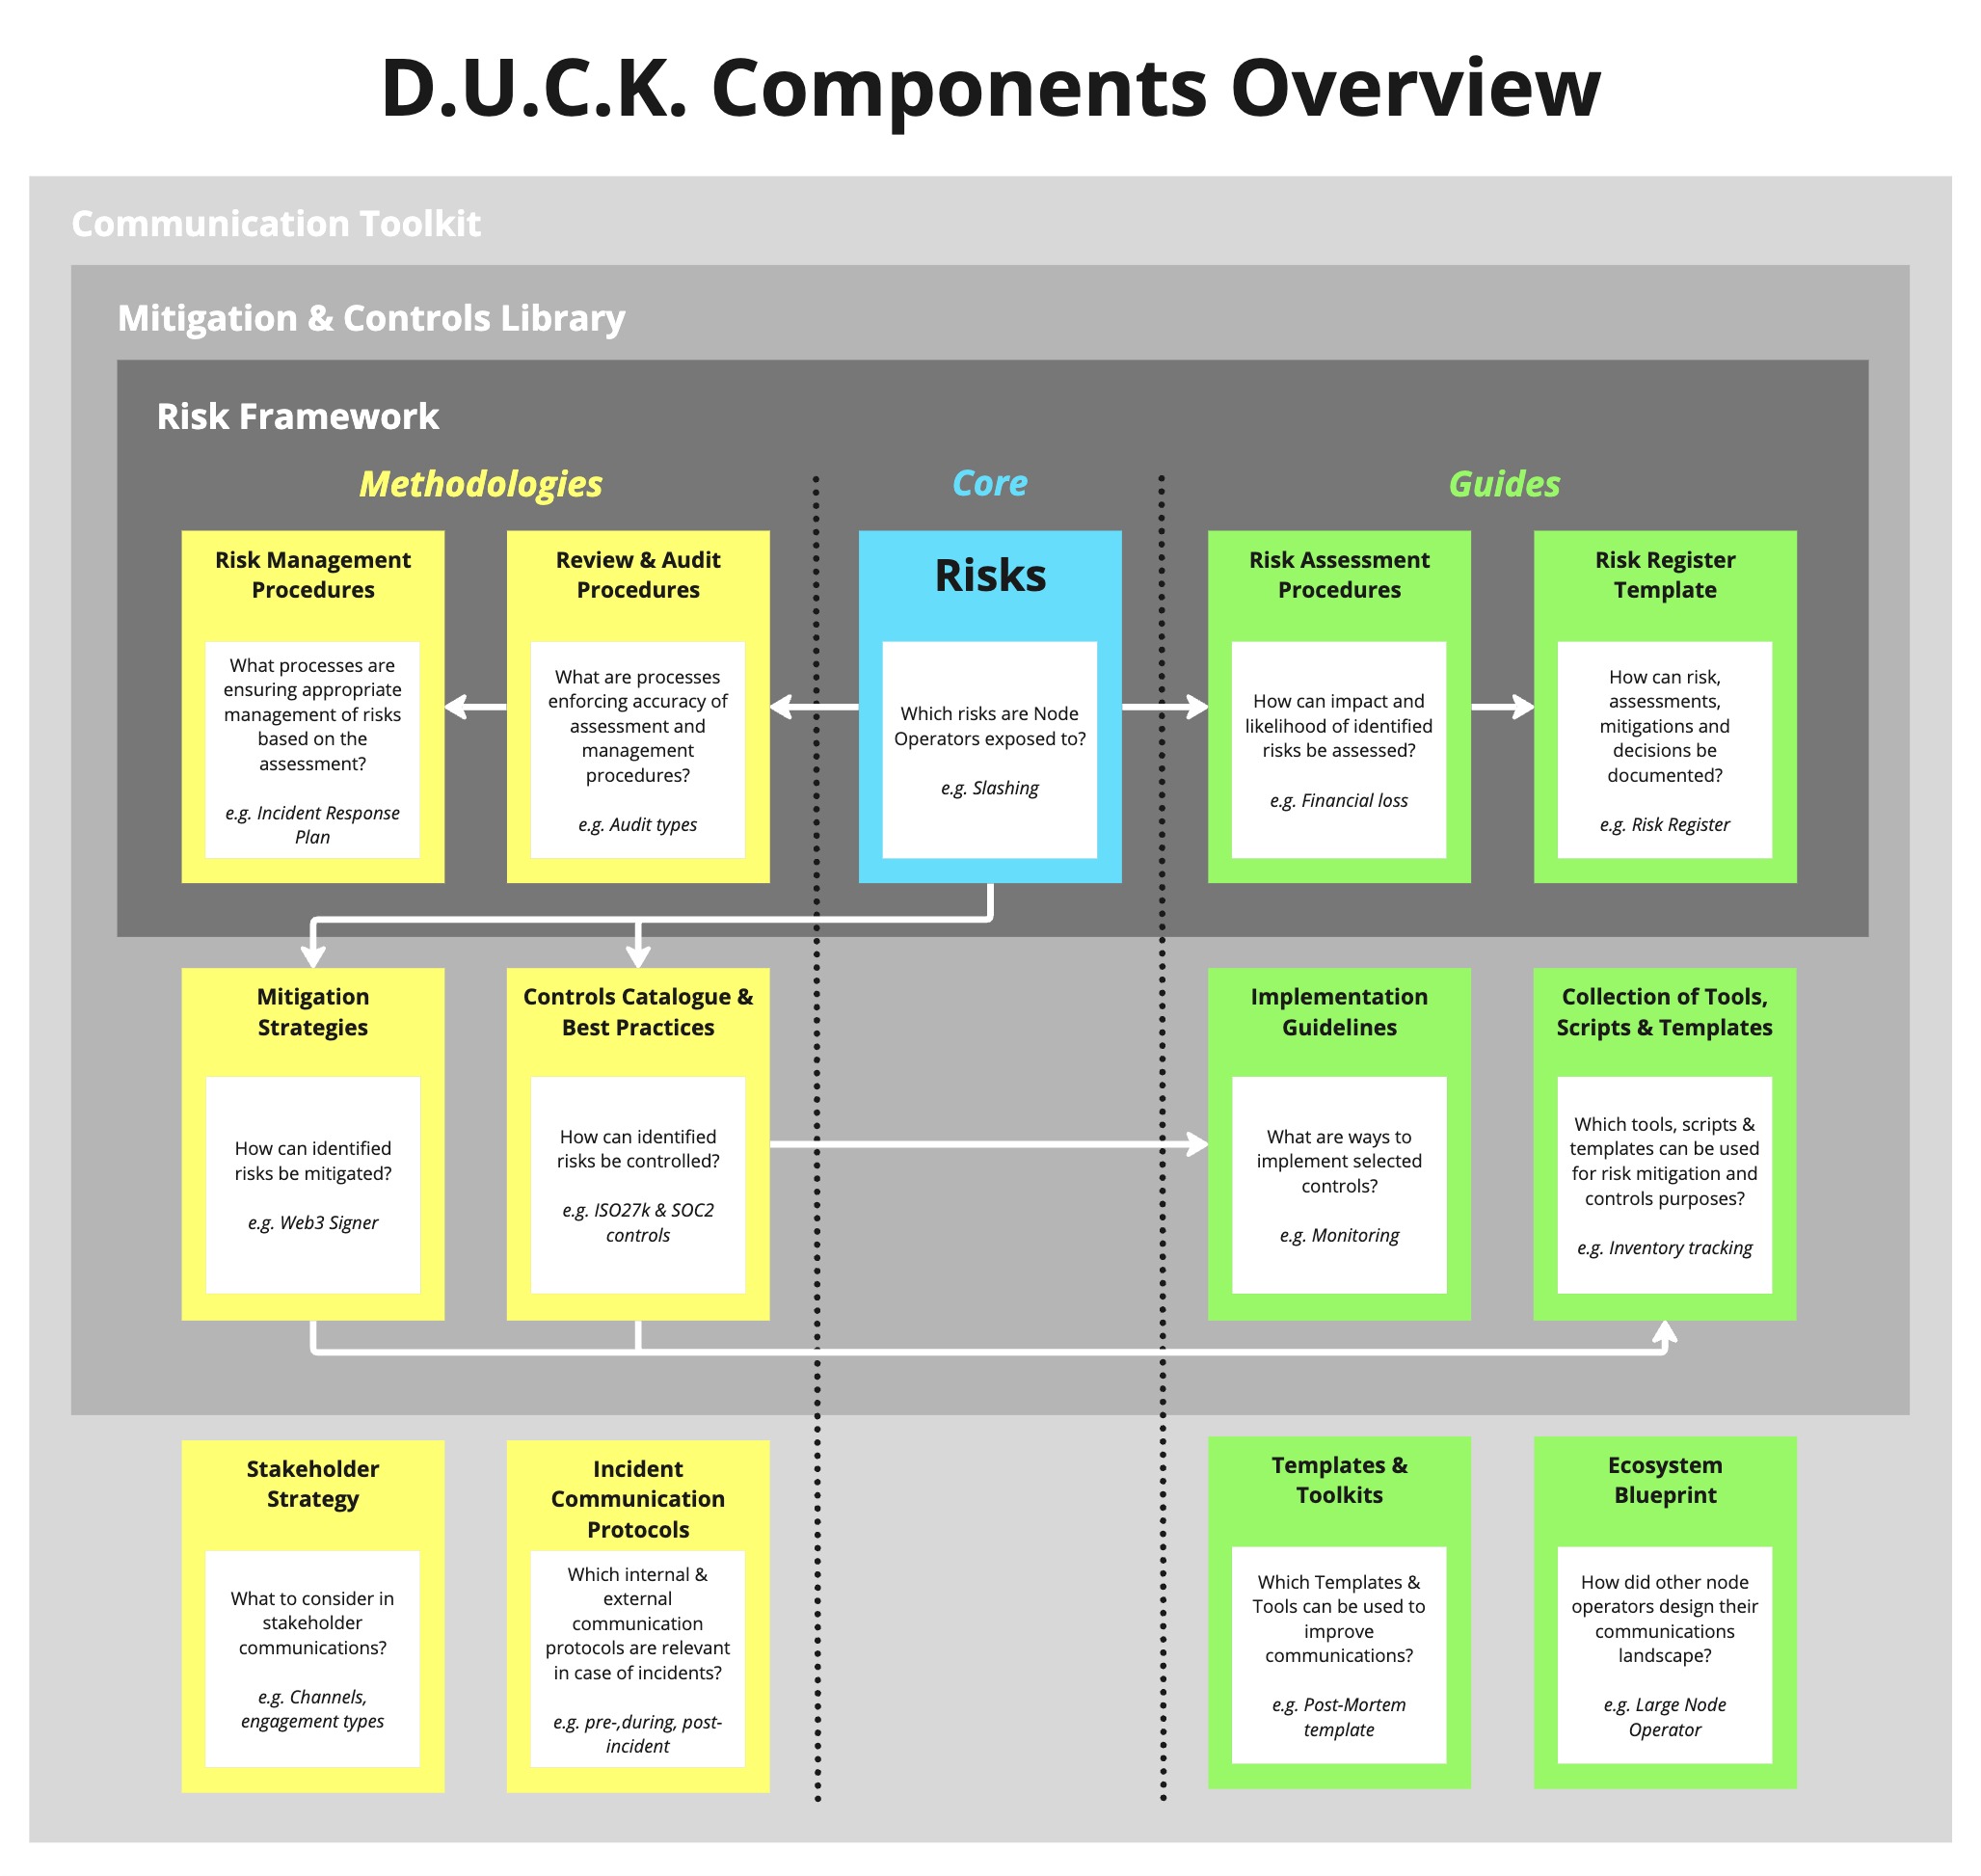 D.U.C.K. Components Overview
Communication Toolkit
Mitigation & Controls Library
Risk Framework
Methodologies
Core
Guides
Risk Management
Procedures
What processes are
ensuring appropriate
management of risks
based on the
assessment?
e.g. Incident Response
Plan
Review & Audit
Procedures
What are processes
enforcing accuracy of
assessment and
management
procedures?
e.g. Audit types
Risks
Which risks are Node
Operators exposed to?
e.g. Slashing
Risk Assessment
Procedures
How can impact and
likelihood of identified
risks be assessed?
e.g. Financial loss
Risk Register
Template
How can risk,
assessments,
mitigations and
decisions be
documented?
e.g. Risk Register
Mitigation
Strategies
How can identified
risks be mitigated?
e.g. Web3 Signer
Controls Catalogue &
Best Practices
How can identified
risks be controlled?
e.g. ISO27k & SOC2
controls
Implementation
Guidelines
What are ways to
implement selected
controls?
e.g. Monitoring
Collection of Tools,
Scripts & Templates
Which tools, scripts &
templates can be used
for risk mitigation and
controls purposes?
e.g. Inventory tracking
Stakeholder
Strategy
What to consider in
stakeholder
communications?
e.g. Channels,
engagement types
Incident
Communication
Protocols
Which internal &
external
communication
protocols are relevant
in case of incidents?
e.g. pre-,during, post-
incident
Templates &
Toolkits
Which Templates &
Tools can be used to
improve
communications?
e.g. Post-Mortem
template
Ecosystem
Blueprint
How did other node
operators design their
communications
landscape?
e.g. Large Node
Operator